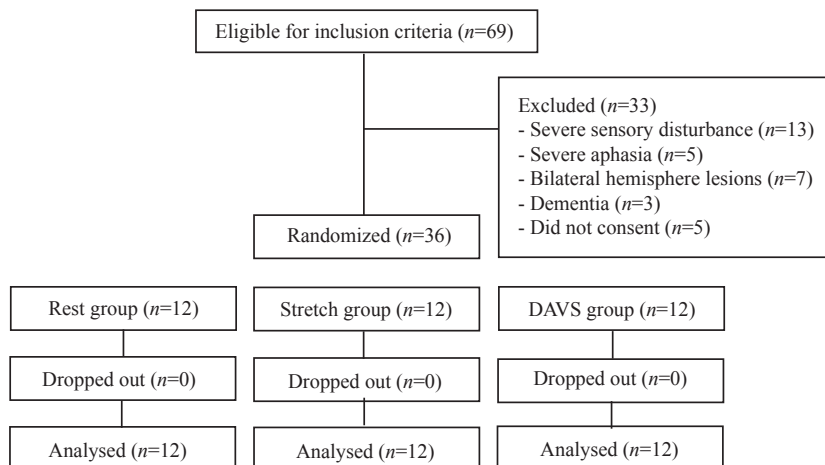 Eligible for inclusion criteria (n=69)
Excluded (n=33)
- Severe sensory disturbance (n=13)
- Severe aphasia (n=5)
- Bilateral hemisphere lesions (n=7)
- Dementia (n=3)
- Did not consent (n=5)
Randomized (n=36)
Rest group (n=12)
Stretch group (n=12)
DAVS group (n=12)
Dropped out (n=0)
Dropped out (n=0)
Dropped out (n=0)
Analysed (n=12)
Analysed (n=12)
Analysed (n=12)